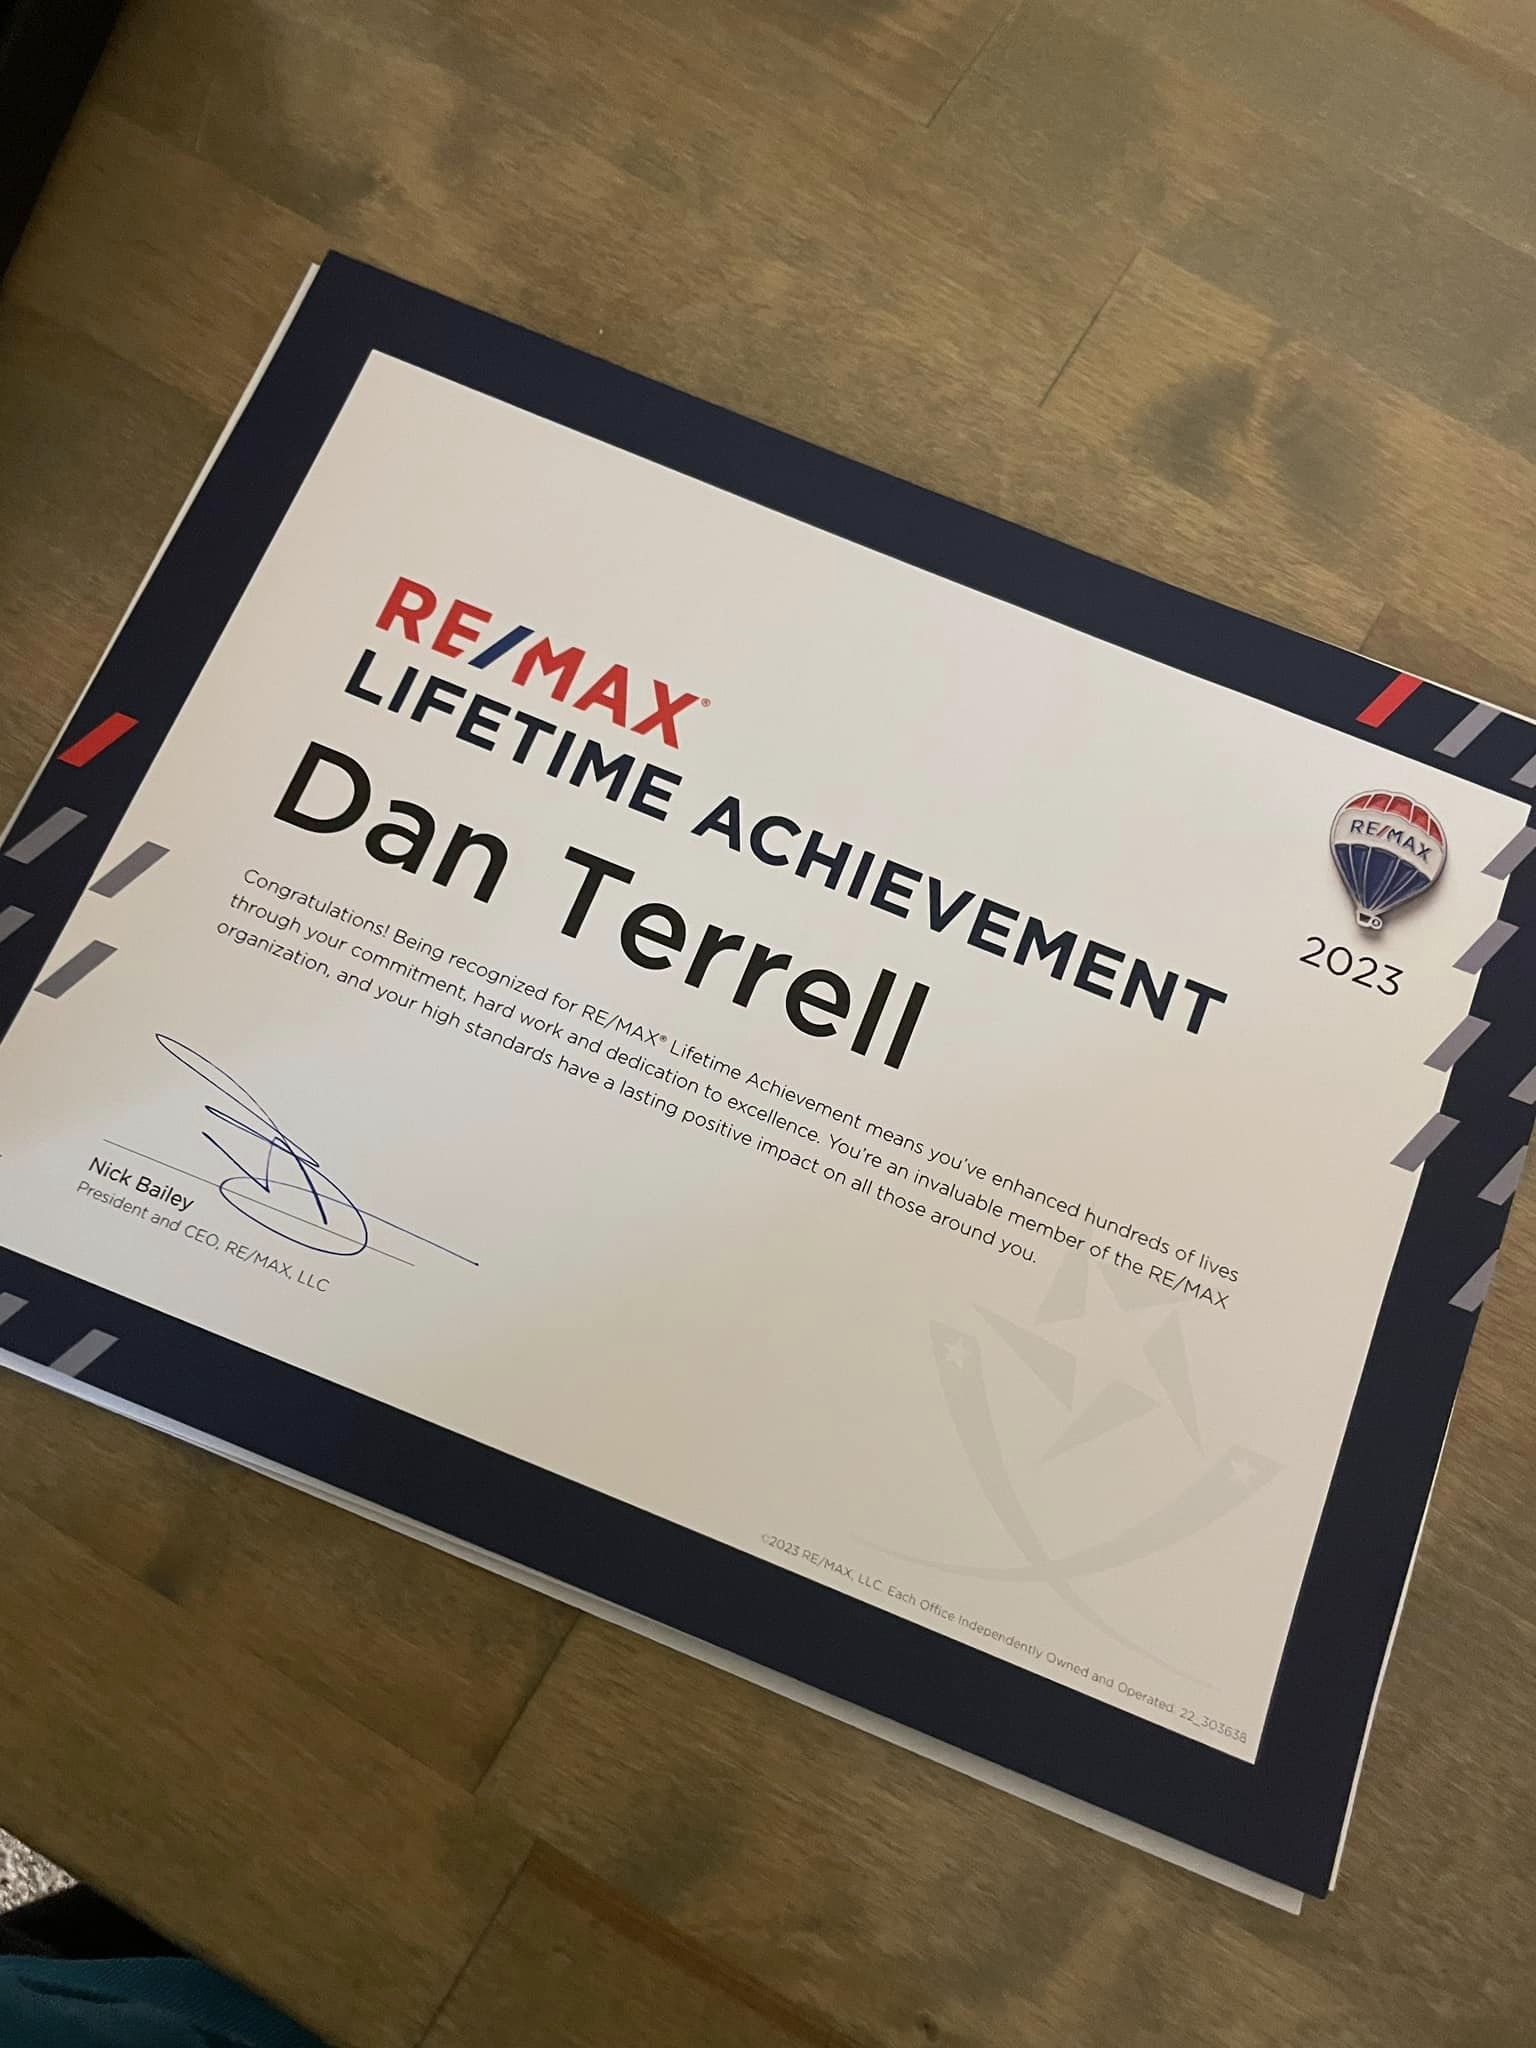 RE/MAX®
LIFETIME ACHIEVEMENT
Dan Terrell
Congratulations! Being recognized for RE/MAX® Lifetime Achievement means you've enhanced hundreds of lives
through your commitment, hard work and dedication to excellence. You're an invaluable member of the RE/MAX
organization, and your high standards have a lasting positive impact on all those around you.
RE/MAX
2023
Nick Bailey
President and CEO, RE/MAX, LLC
©2023 RE/MAX, LLC. Each Office Independently Owned and Operated. 22_303638